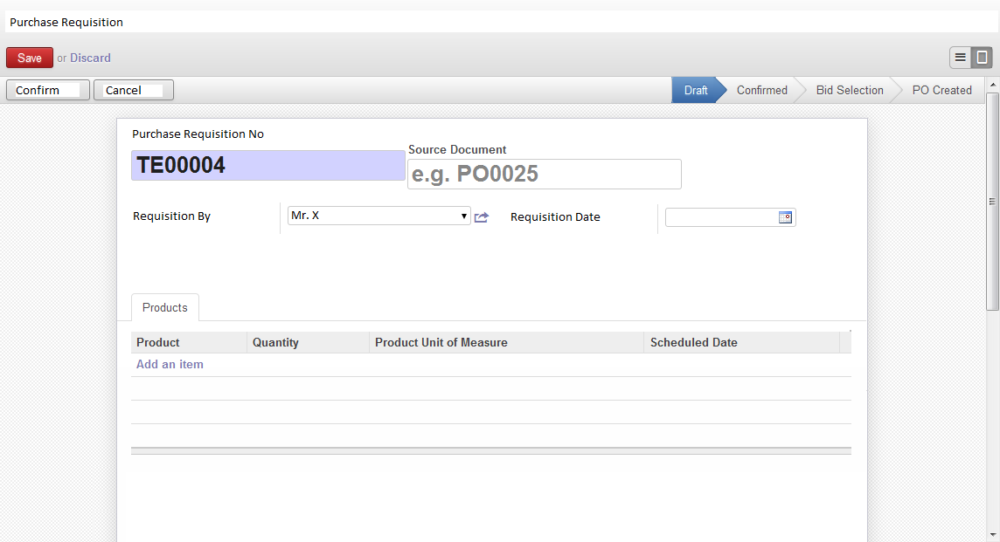 Purchase Requisition
Save or Discard
Confirm Cancel Draft Confirmed Bid Selection PO Created
Purchase Requisition No
Source Document
TE00004 e.g. PO0025
Requisition By Mr. X Requisition Date
Products
Product Quantity Product Unit of Measure Scheduled Date
Add an item